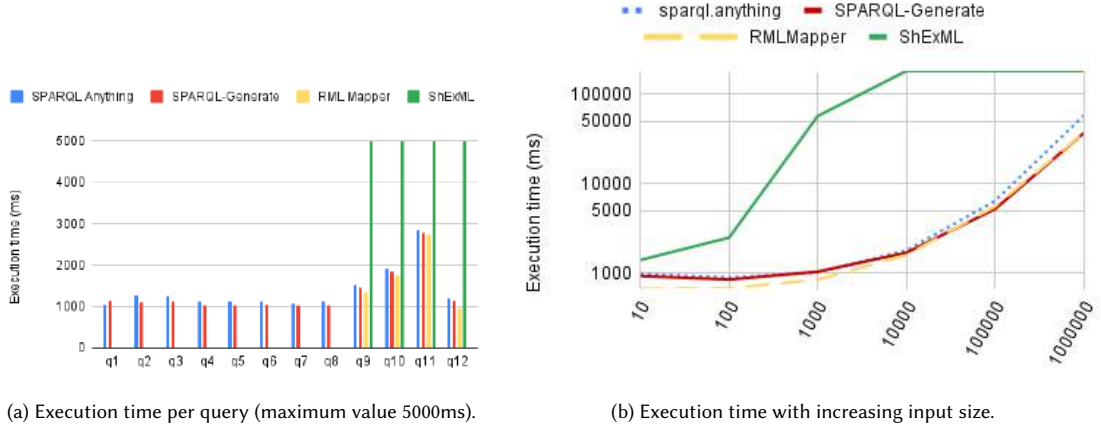 SPARQL Anything SPARQL-Generate RML Mapper ShExML
Execution time (ms)
5000
4000
3000
2000
1000
0
q1 q2 q3 q4 q5 q6 q7 q8 q9 q10 q11 q12
(a) Execution time per query (maximum value 5000ms).
sparql.anything SPARQL-Generate
RMLMapper ShExML
Execution time (ms)
100000
50000
10000
5000
1000
10 100 1000 10000 100000 1000000
(b) Execution time with increasing input size.